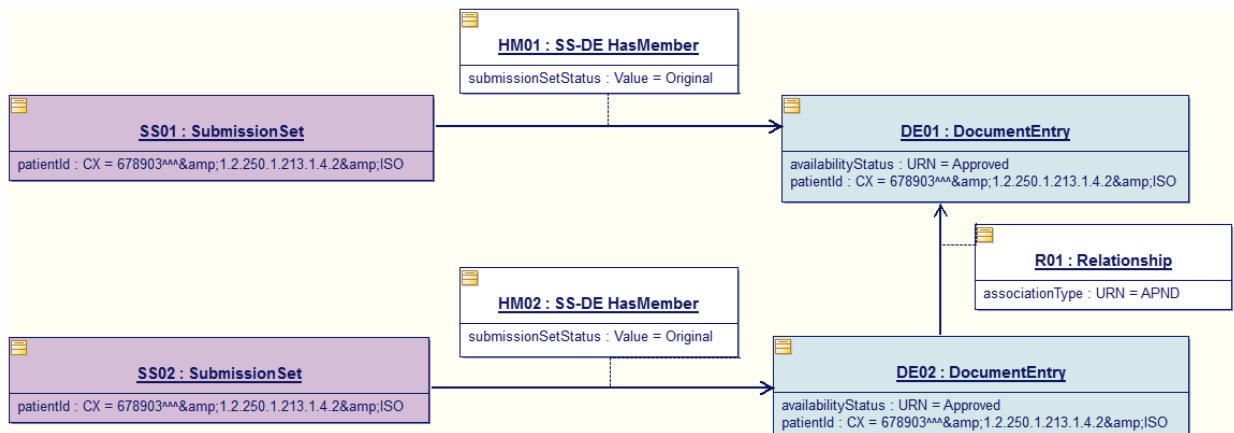 HM01 : SS-DE HasMember
submissionSetStatus : Value = Original
SS01 : SubmissionSet
patientId : CX = 678903^^^&amp;1.2.250.1.213.1.4.2&amp;ISO
DE01 : DocumentEntry
availabilityStatus : URN = Approved
patientId : CX = 678903^^^&amp;1.2.250.1.213.1.4.2&amp;ISO
R01 : Relationship
associationType : URN = APND
HM02 : SS-DE HasMember
submissionSetStatus : Value = Original
SS02 : SubmissionSet
patientId : CX = 678903^^^&amp;1.2.250.1.213.1.4.2&amp;ISO
DE02 : DocumentEntry
availabilityStatus : URN = Approved
patientId : CX = 678903^^^&amp;1.2.250.1.213.1.4.2&amp;ISO